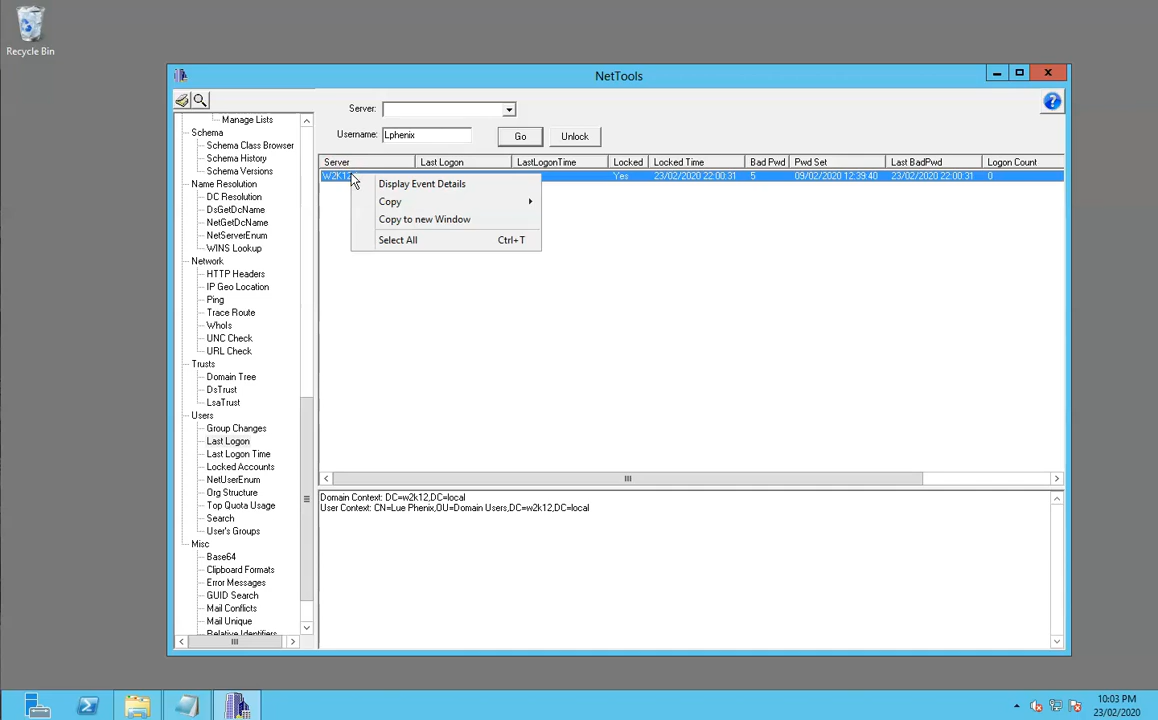 Recycle Bin
NetTools
Server:
Username: Lphenix Go Unlock
Manage Lists
Schema
Schema Class Browser
Schema History
Schema Versions
Name Resolution
DC Resolution
DsGetDcName
NetGetDcName
NetServerEnum
WINS Lookup
Network
HTTP Headers
IP Geo Location
Ping
Trace Route
WhoIs
UNC Check
URL Check
Trusts
Domain Tree
DsTrust
LsaTrust
Users
Group Changes
Last Logon
Last Logon Time
Locked Accounts
NetUserEnum
Org Structure
Top Quota Usage
Search
User's Groups
Misc
Base64
Clipboard Formats
Error Messages
GUID Search
Mail Conflicts
Mail Unique
Relative Identifiers
Server Last Logon LastLogonTime Locked Locked Time Bad Pwd Pwd Set Last BadPwd Logon Count
W2K12 Yes 23/02/2020 22:00:31 5 09/02/2020 12:39:40 23/02/2020 22:00:31 0
Display Event Details
Copy
Copy to new Window
Select All Ctrl+T
Domain Context: DC=w2k12,DC=local
User Context: CN=Lue Phenix,OU=Domain Users,DC=w2k12,DC=local
10:03 PM
23/02/2020